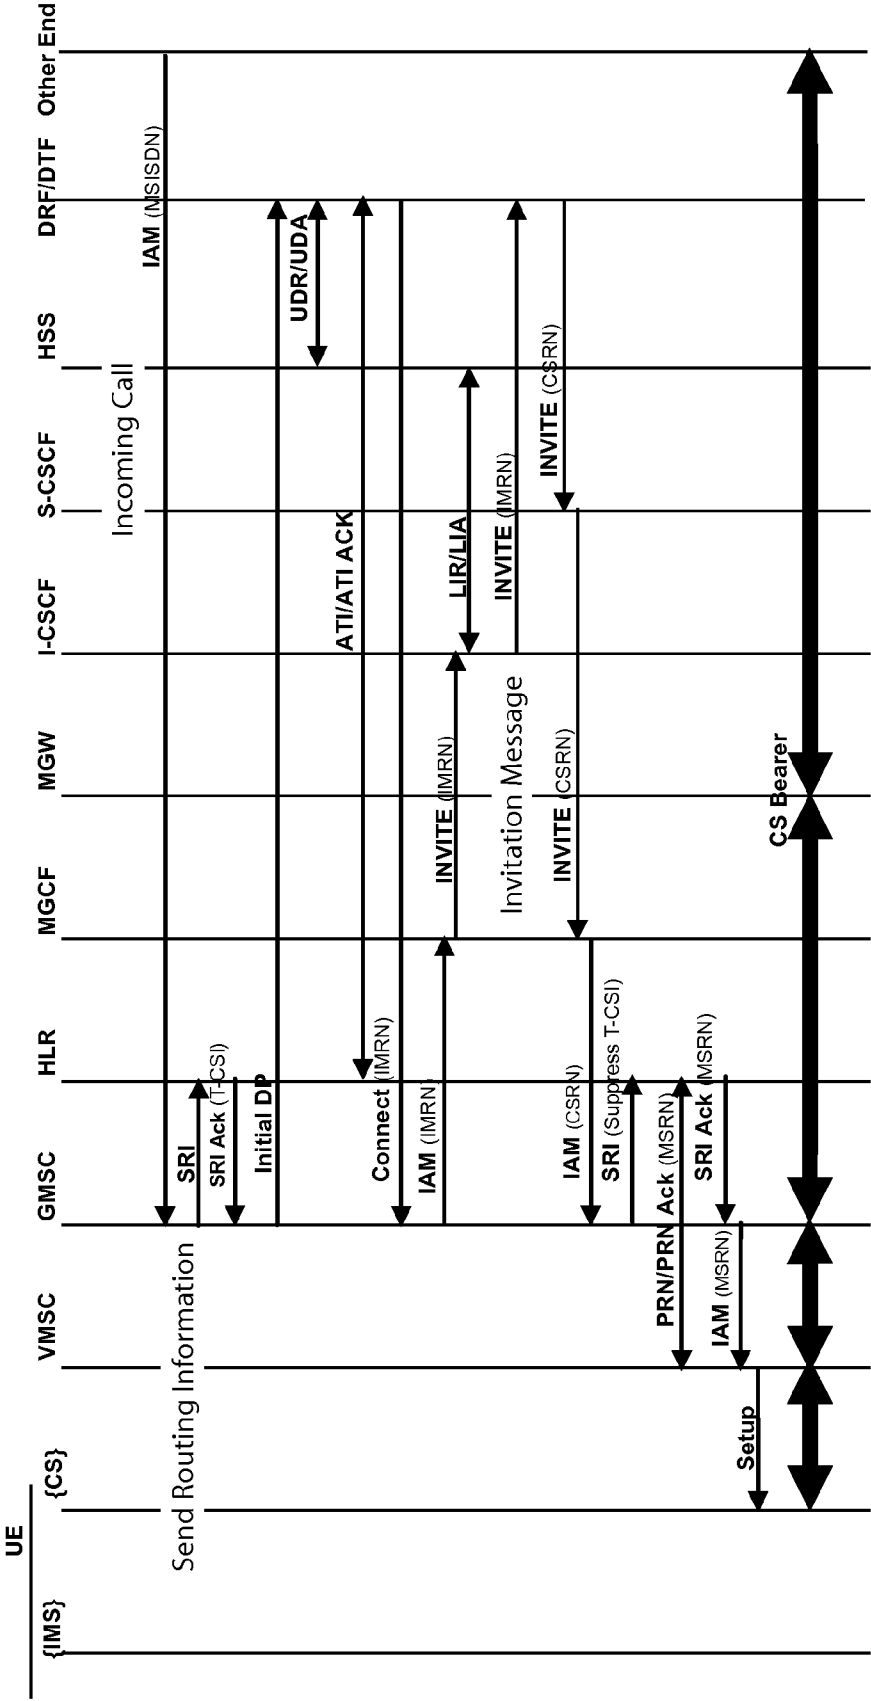 UE
{IMS}
{CS}
VMSC
GMSC
HLR
MGCF
MGW
I-CSCF
S-CSCF
HSS
DRF/DTF
Other End
Incoming Call
IAM (MSISDN)
Send Routing Information
SRI
SRI Ack (T-CSI)
Initial DP
UDR/UDA
ATI/ATI ACK
Connect (IMRN)
IAM (IMRN)
INVITE (IMRN)
LIR/LIA
INVITE (IMRN)
Invitation Message
INVITE (CSRN)
INVITE (CSRN)
IAM (CSRN)
SRI (Suppress T-CSI)
PRN/PRN Ack (MSRN)
SRI Ack (MSRN)
IAM (MSRN)
Setup
CS Bearer